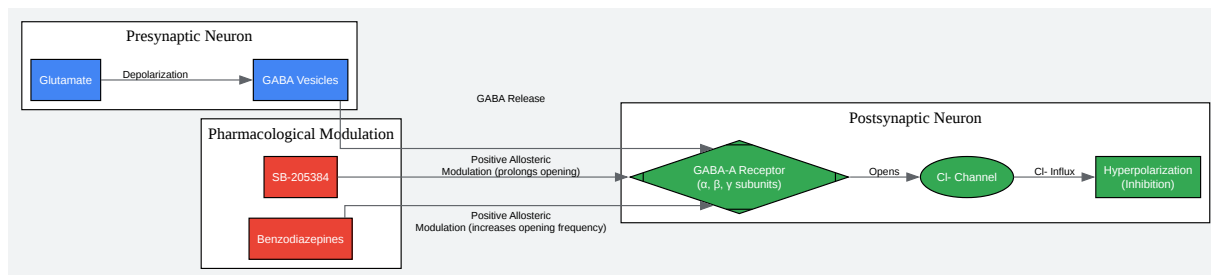 Presynaptic Neuron
Glutamate
Depolarization
GABA Vesicles
GABA Release
Pharmacological Modulation
SB-205384
Positive Allosteric
Modulation (prolongs opening)
Benzodiazepines
Positive Allosteric
Modulation (increases opening frequency)
Postsynaptic Neuron
GABA-A Receptor
(α, β, γ subunits)
Opens
Cl- Channel
Cl- Influx
Hyperpolarization
(Inhibition)